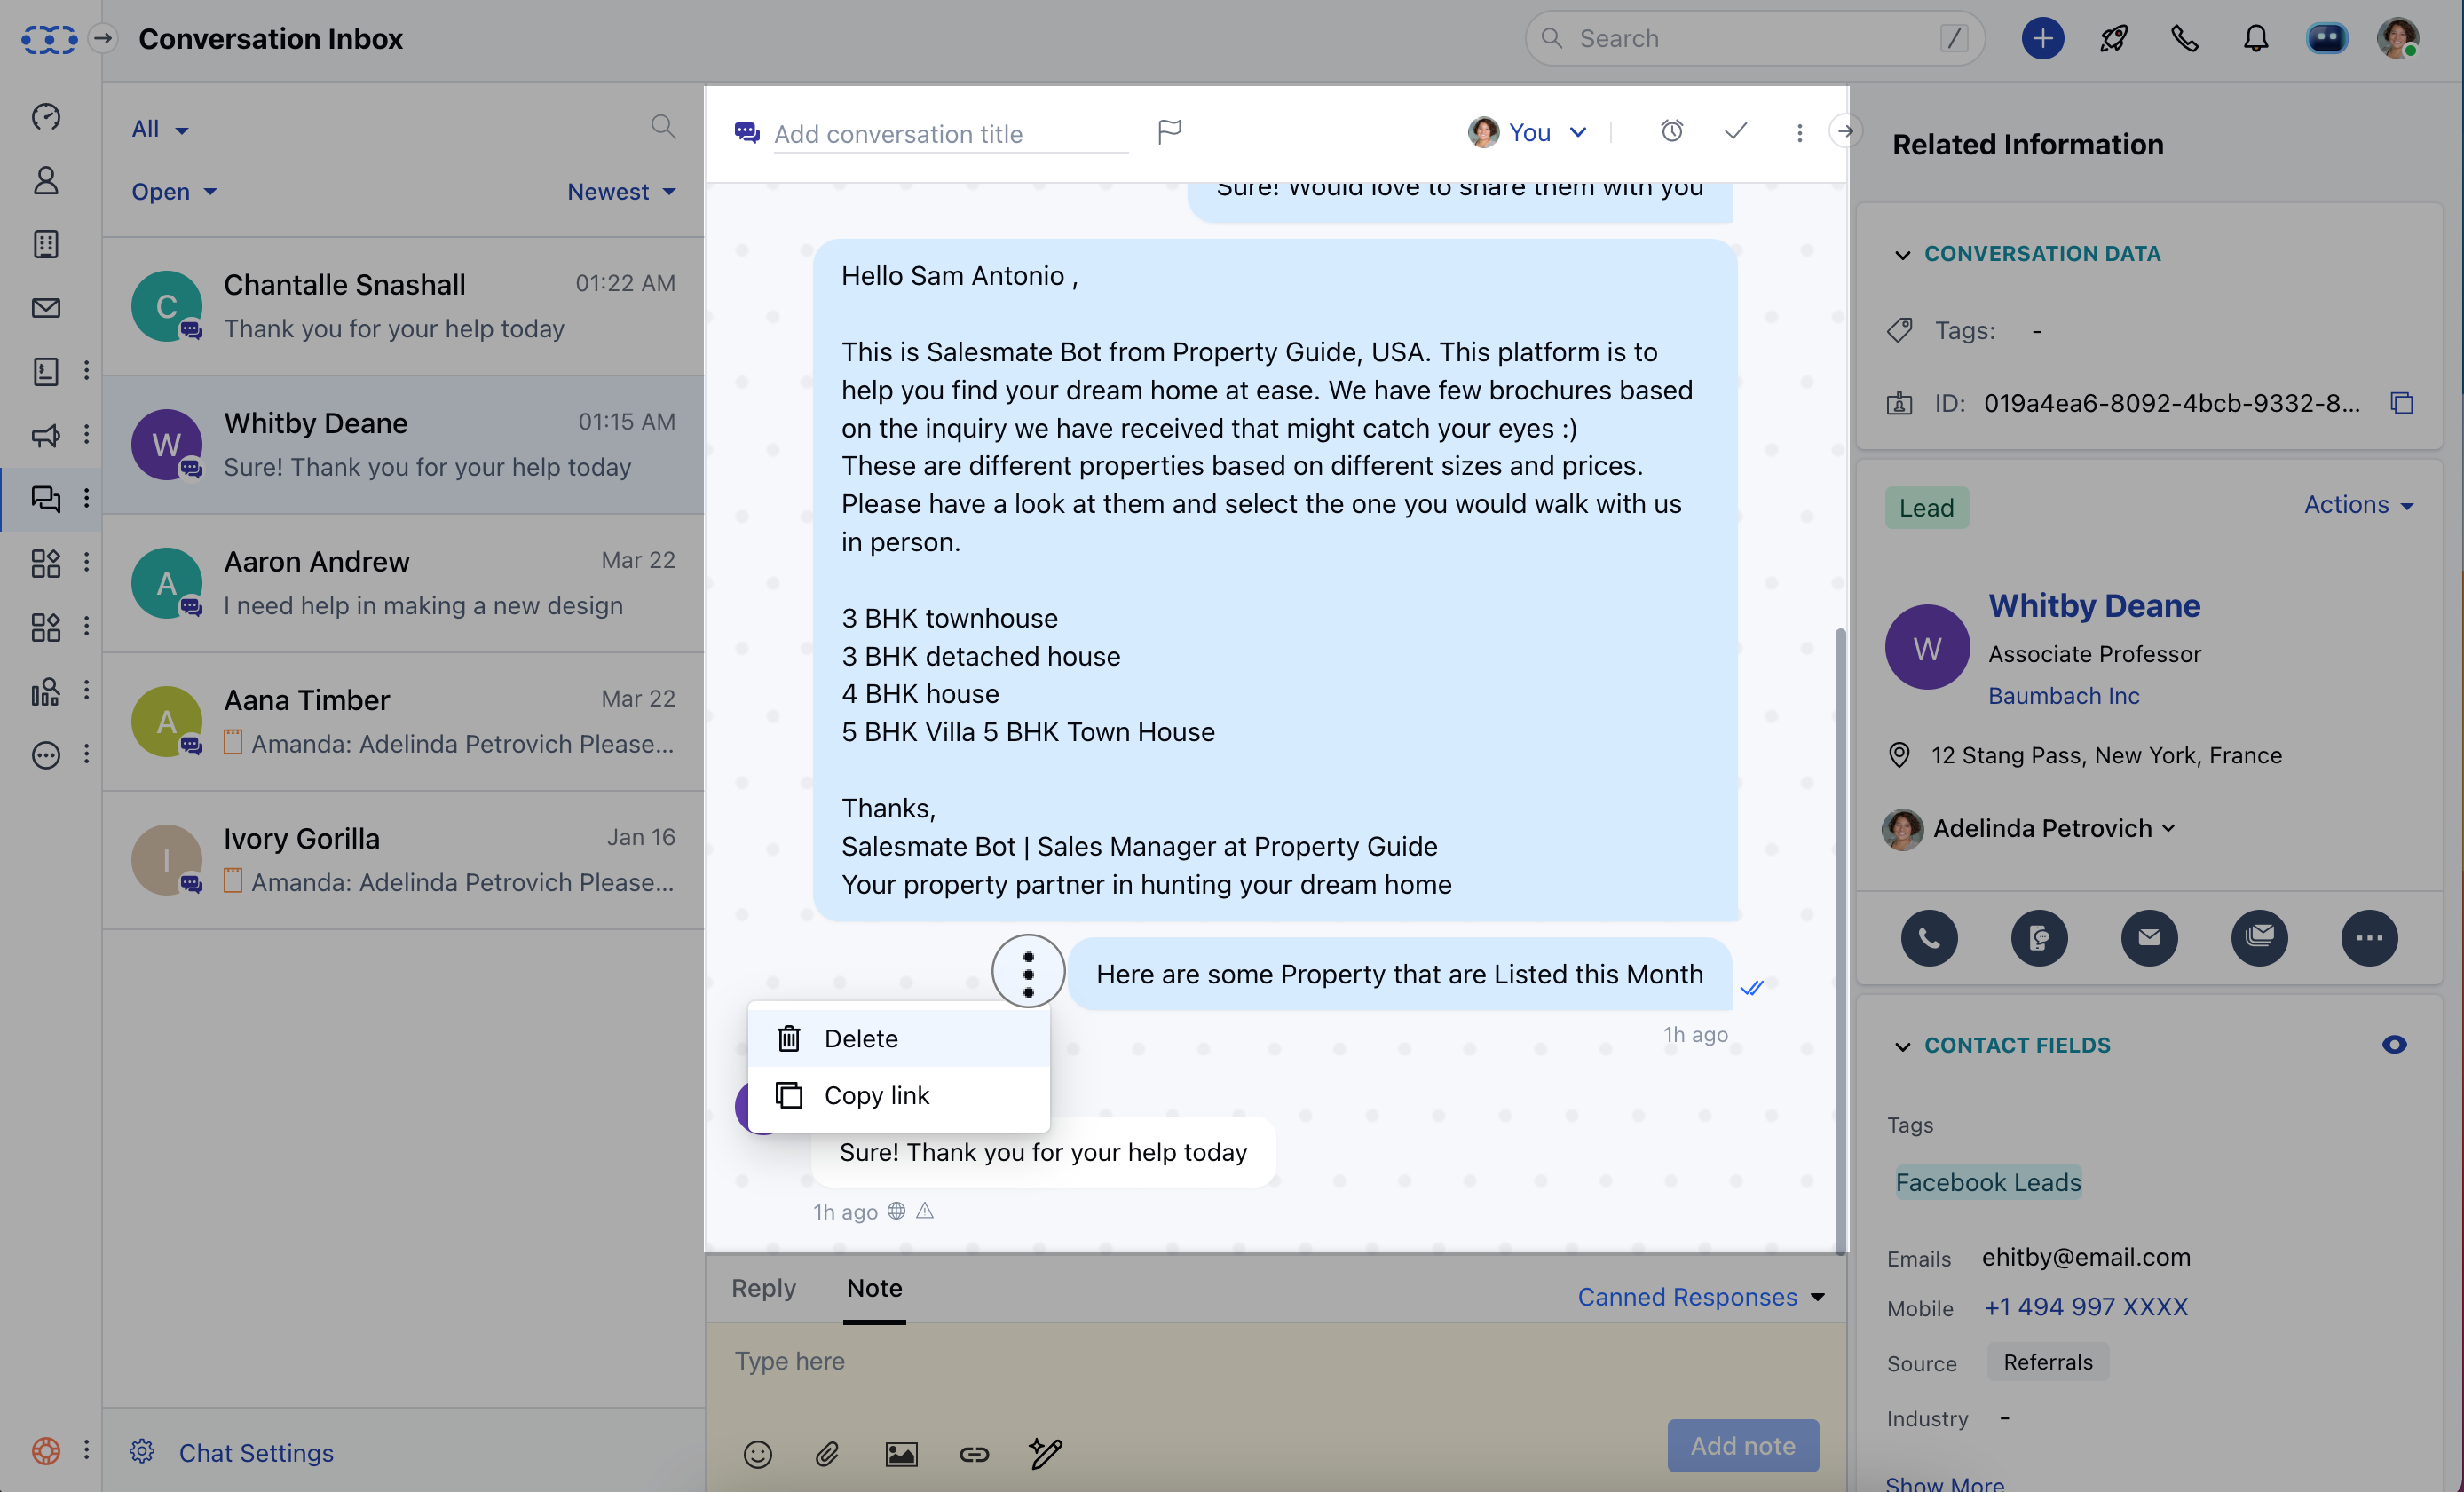 Conversation Inbox
Search
/
All
Open
Newest
C
Chantalle Snashall
01:22 AM
Thank you for your help today
W
Whitby Deane
01:15 AM
Sure! Thank you for your help today
A
Aaron Andrew
Mar 22
I need help in making a new design
A
Aana Timber
Mar 22
Amanda: Adelinda Petrovich Please...
I
Ivory Gorilla
Jan 16
Amanda: Adelinda Petrovich Please...
Chat Settings
Add conversation title
You
Sure! Would love to share them with you
Hello Sam Antonio ,
This is Salesmate Bot from Property Guide, USA. This platform is to
help you find your dream home at ease. We have few brochures based
on the inquiry we have received that might catch your eyes :)
These are different properties based on different sizes and prices.
Please have a look at them and select the one you would walk with us
in person.
3 BHK townhouse
3 BHK detached house
4 BHK house
5 BHK Villa 5 BHK Town House
Thanks,
Salesmate Bot | Sales Manager at Property Guide
Your property partner in hunting your dream home
Here are some Property that are Listed this Month
1h ago
Delete
Copy link
Sure! Thank you for your help today
1h ago
Reply
Note
Canned Responses
Type here
Add note
Related Information
CONVERSATION DATA
Tags: -
ID: 019a4ea6-8092-4bcb-9332-8...
Lead
Actions
W
Whitby Deane
Associate Professor
Baumbach Inc
12 Stang Pass, New York, France
Adelinda Petrovich
CONTACT FIELDS
Tags
Facebook Leads
Emails ehitby@email.com
Mobile +1 494 997 XXXX
Source Referrals
Industry -
Show More